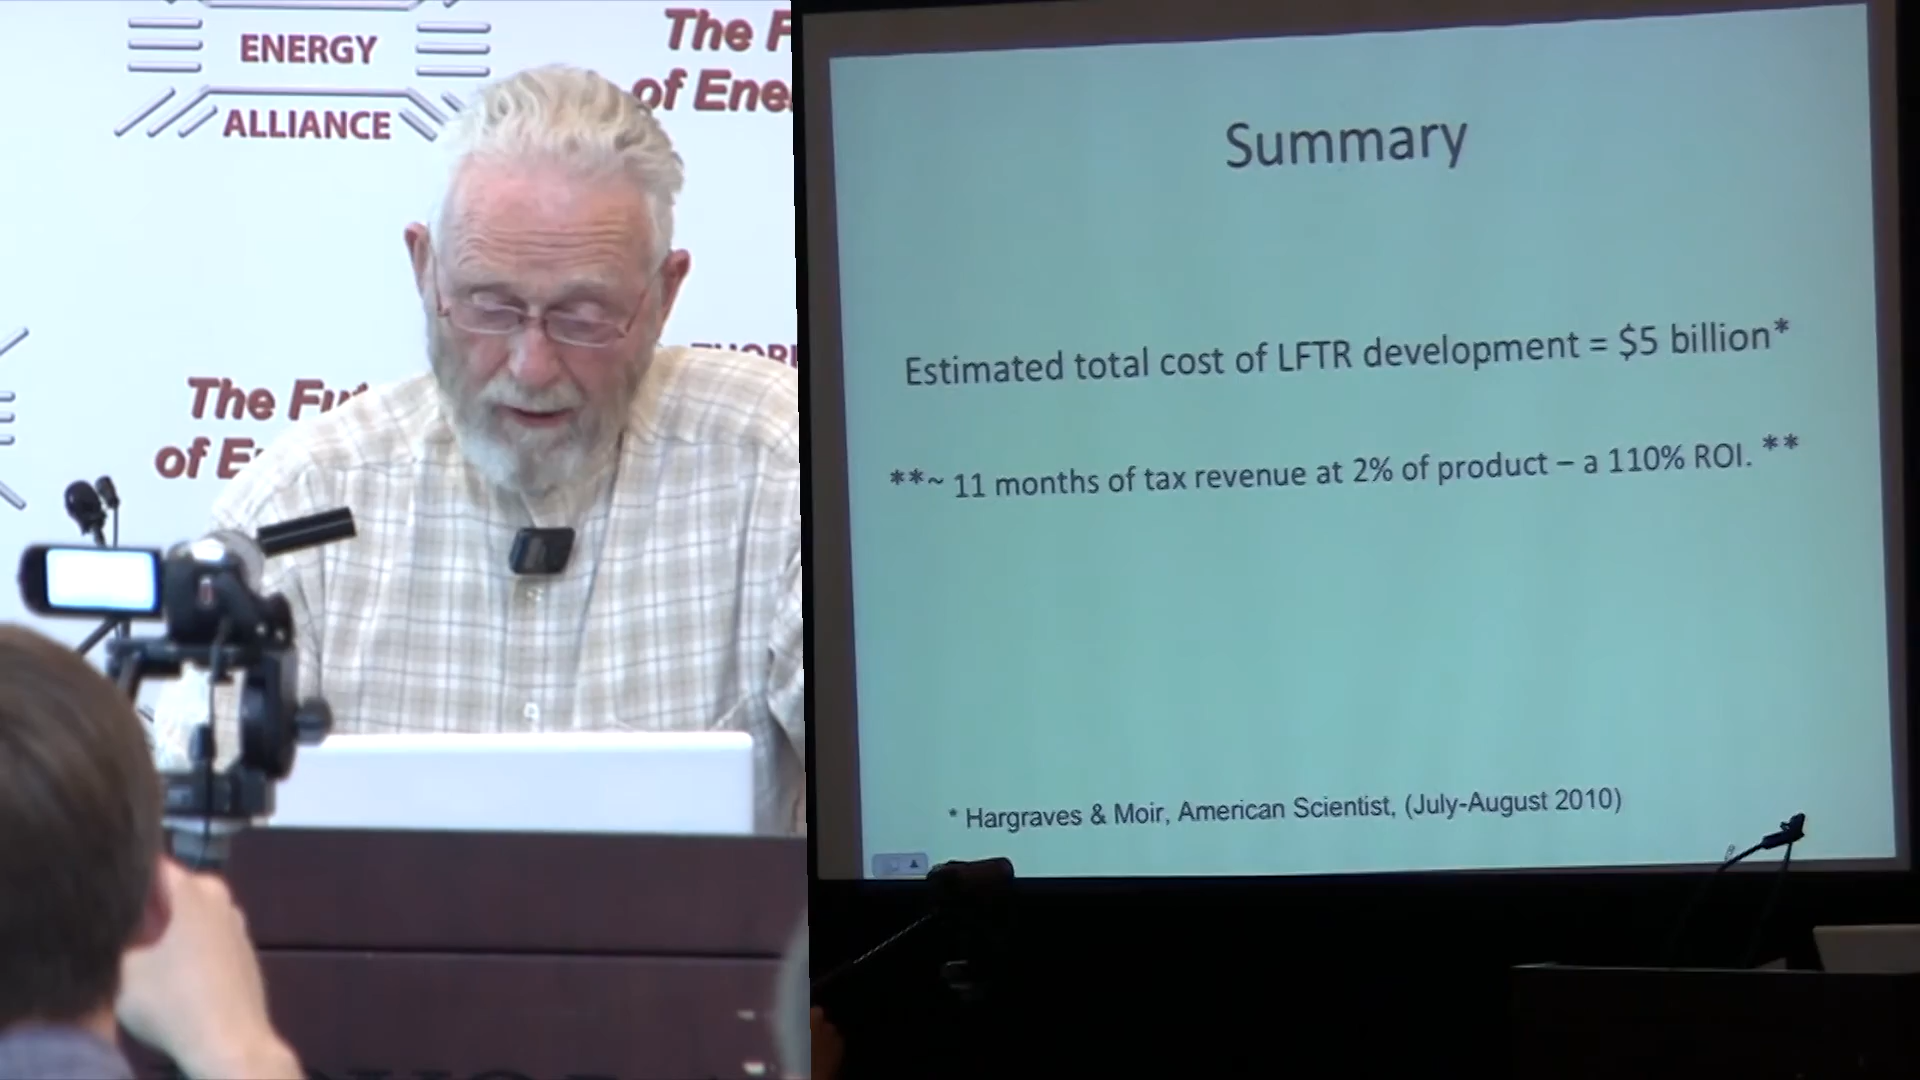 ENERGY
ALLIANCE
The F
of Ene
The Fu
of E
Summary
Estimated total cost of LFTR development = $5 billion*
**~ 11 months of tax revenue at 2% of product – a 110% ROI. **
* Hargraves & Moir, American Scientist, (July-August 2010)